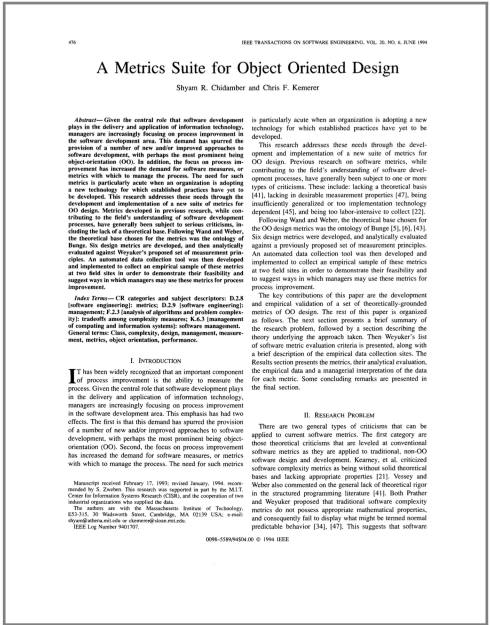 476
IEEE TRANSACTIONS ON SOFTWARE ENGINEERING, VOL. 20, NO. 6, JUNE 1994
A Metrics Suite for Object Oriented Design
Shyam R. Chidamber and Chris F. Kemerer
Abstract—Given the central role that software development
plays in the delivery and application of information technology,
managers are increasingly focusing on process improvement in
the software development area. This demand has spurred the
provision of a number of new and/or improved approaches to
software development, with perhaps the most prominent being
object-orientation (OO). In addition, the focus on process im-
provement has increased the demand for software measures, or
metrics with which to manage the process. The need for such
metrics is particularly acute when an organization is adopting
a new technology for which established practices have yet to
be developed. This research addresses these needs through the
development and implementation of a new suite of metrics for
OO design. Metrics developed in previous research, while con-
tributing to the field's understanding of software development
processes, have generally been subject to serious criticisms, in-
cluding the lack of a theoretical base. Following Wand and Weber,
the theoretical base chosen for the metrics was the ontology of
Bunge. Six design metrics are developed, and then analytically
evaluated against Weyuker's proposed set of measurement prin-
ciples. An automated data collection tool was then developed
and implemented to collect an empirical sample of these metrics
at two field sites in order to demonstrate their feasibility and
suggest ways in which managers may use these metrics for process
improvement.
Index Terms—CR categories and subject descriptors: D.2.8
[software engineering]: metrics; D.2.9 [software engineering]:
management; F.2.3 [analysis of algorithms and problem complex-
ity]: tradeoffs among complexity measures; K.6.3 [management
of computing and information systems]: software management.
General terms: Class, complexity, design, management, measure-
ment, metrics, object orientation, performance.
I. INTRODUCTION
IT has been widely recognized that an important component
of process improvement is the ability to measure the
process. Given the central role that software development plays
in the delivery and application of information technology,
managers are increasingly focusing on process improvement
in the software development area. This emphasis has had two
effects. The first is that this demand has spurred the provision
of a number of new and/or improved approaches to software
development, with perhaps the most prominent being object-
orientation (OO). Second, the focus on process improvement
has increased the demand for software measures, or metrics
with which to manage the process. The need for such metrics
Manuscript received February 17, 1993; revised January, 1994. recom-
mended by S. Zweben. This research was supported in part by the M.I.T.
Center for Information Systems Research (CISR), and the cooperation of two
industrial organizations who supplied the data.
The authors are with the Massachusetts Institute of Technology,
E53-315, 30 Wadsworth Street, Cambridge, MA 02139 USA; e-mail:
shyam@athena.mit.edu or ckemerer@sloan.mit.edu.
IEEE Log Number 9401707.
is particularly acute when an organization is adopting a new
technology for which established practices have yet to be
developed.
This research addresses these needs through the devel-
opment and implementation of a new suite of metrics for
OO design. Previous research on software metrics, while
contributing to the field's understanding of software devel-
opment processes, have generally been subject to one or more
types of criticisms. These include: lacking a theoretical basis
[41], lacking in desirable measurement properties [47], being
insufficiently generalized or too implementation technology
dependent [45], and being too labor-intensive to collect [22].
Following Wand and Weber, the theoretical base chosen for
the OO design metrics was the ontology of Bunge [5], [6], [43].
Six design metrics were developed, and analytically evaluated
against a previously proposed set of measurement principles.
An automated data collection tool was then developed and
implemented to collect an empirical sample of these metrics
at two field sites in order to demonstrate their feasibility and
to suggest ways in which managers may use these metrics for
process improvement.
The key contributions of this paper are the development
and empirical validation of a set of theoretically-grounded
metrics of OO design. The rest of this paper is organized
as follows. The next section presents a brief summary of
the research problem, followed by a section describing the
theory underlying the approach taken. Then Weyuker's list
of software metric evaluation criteria is presented, along with
a brief description of the empirical data collection sites. The
Results section presents the metrics, their analytical evaluation,
the empirical data and a managerial interpretation of the data
for each metric. Some concluding remarks are presented in
the final section.
II. RESEARCH PROBLEM
There are two general types of criticisms that can be
applied to current software metrics. The first category are
those theoretical criticisms that are leveled at conventional
software metrics as they are applied to traditional, non-OO
software design and development. Kearney, et al. criticized
software complexity metrics as being without solid theoretical
bases and lacking appropriate properties [21]. Vessey and
Weber also commented on the general lack of theoretical rigor
in the structured programming literature [41]. Both Prather
and Weyuker proposed that traditional software complexity
metrics do not possess appropriate mathematical properties,
and consequently fail to display what might be termed normal
predictable behavior [34], [47]. This suggests that software
0098-5589/94$04.00 © 1994 IEEE